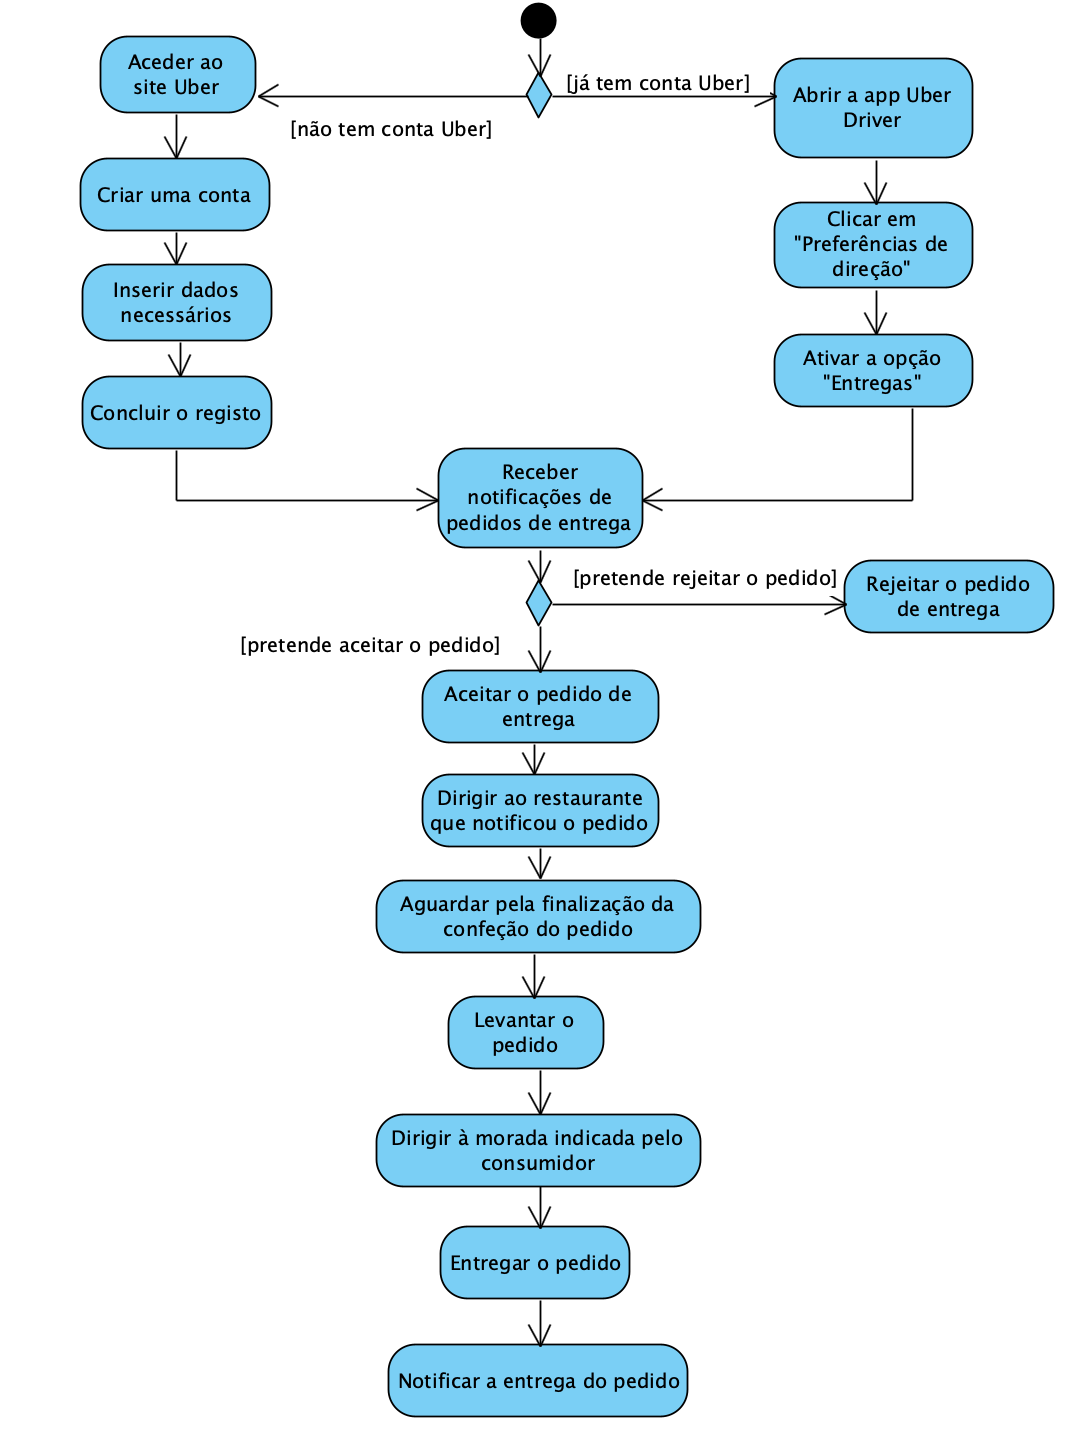 Aceder ao
site Uber
[já tem conta Uber]
Abrir a app Uber
Driver
[não tem conta Uber]
Criar uma conta
Clicar em
"Preferências de
direção"
Inserir dados
necessários
Ativar a opção
"Entregas"
Concluir o registo
Receber
notificações de
pedidos de entrega
[pretende rejeitar o pedido]
Rejeitar o pedido
de entrega
[pretende aceitar o pedido]
Aceitar o pedido de
entrega
Dirigir ao restaurante
que notificou o pedido
Aguardar pela finalização da
confeção do pedido
Levantar o
pedido
Dirigir à morada indicada pelo
consumidor
Entregar o pedido
Notificar a entrega do pedido